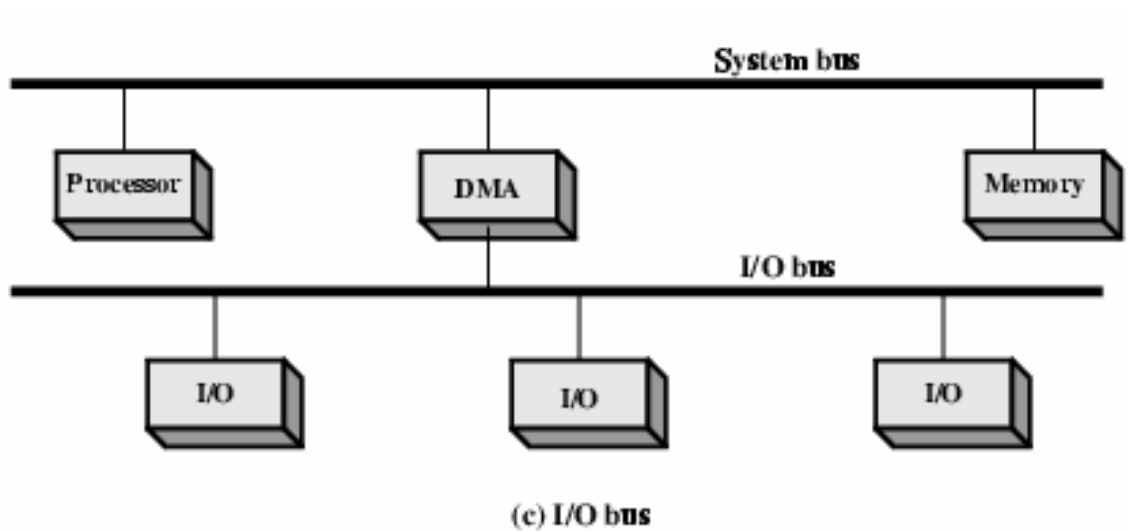 System bus
Processor
DMA
Memory
I/O bus
I/O
I/O
I/O
(c) I/O bus